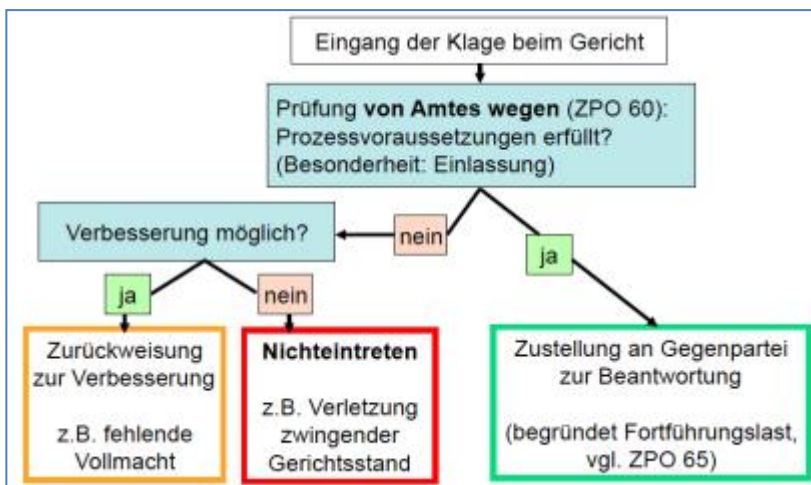 Eingang der Klage beim Gericht
Prüfung von Amtes wegen (ZPO 60):
Prozessvoraussetzungen erfüllt?
(Besonderheit: Einlassung)
Verbesserung möglich?
nein
ja
ja
nein
Zurückweisung
zur Verbesserung
z.B. fehlende
Vollmacht
Nichteintreten
z.B. Verletzung
zwingender
Gerichtsstand
Zustellung an Gegenpartei
zur Beantwortung
(begründet Fortführungslast,
vgl. ZPO 65)